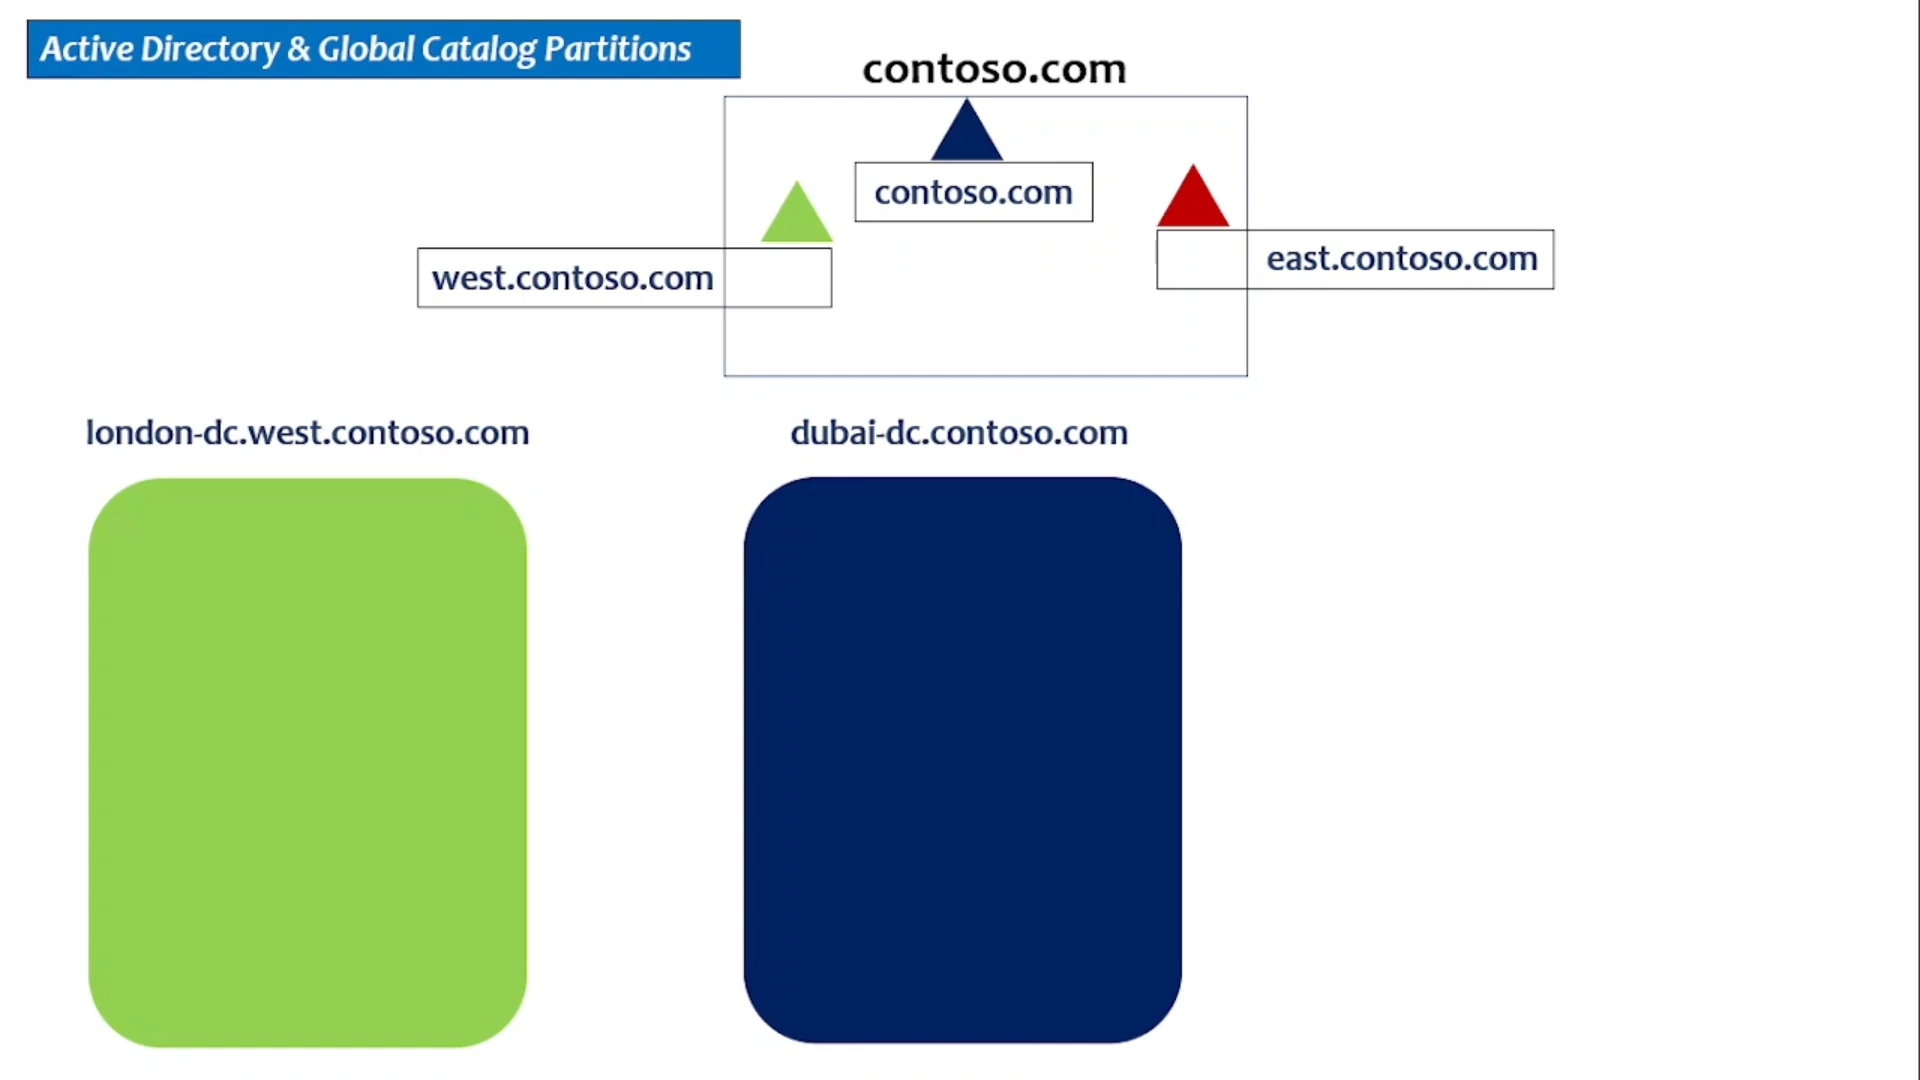 Active Directory & Global Catalog Partitions
contoso.com
contoso.com
west.contoso.com
east.contoso.com
london-dc.west.contoso.com
dubai-dc.contoso.com